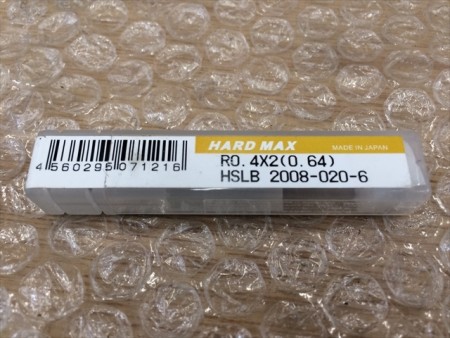 HARD MAX MADE IN JAPAN
4560295071216
R0.4X2(0.64)
HSLB 2008-020-6